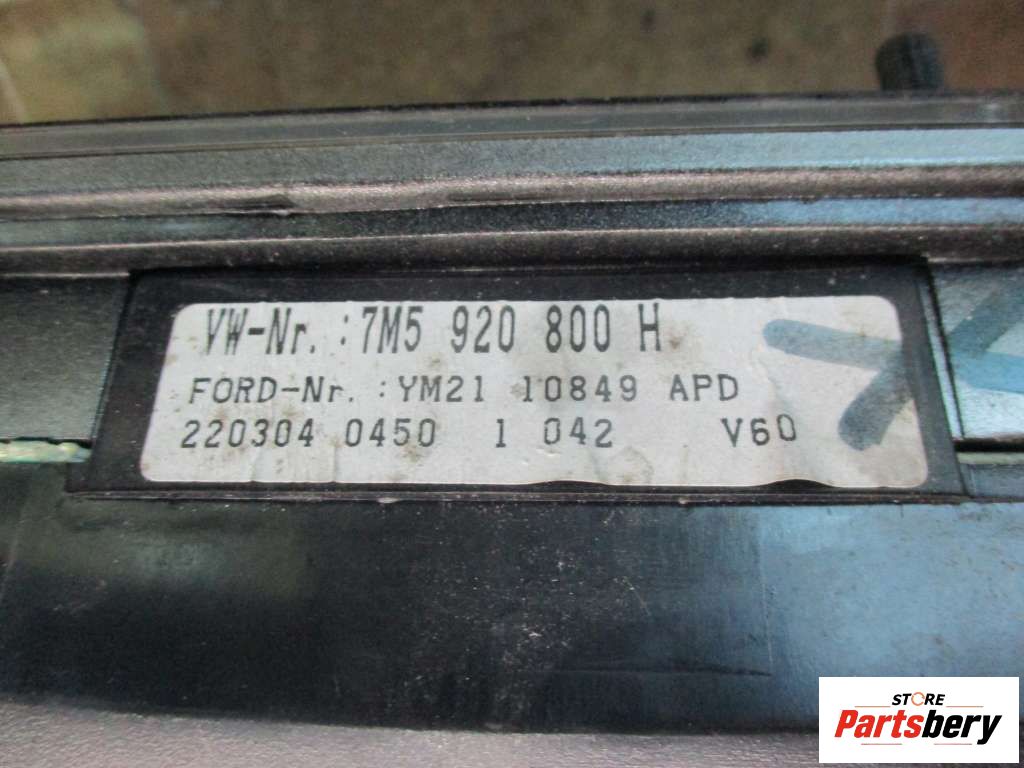 VW-Nr. :7M5 920 800 H
FORD-Nr. :YM21 10849 APD
220304 0450 1 042 V60
STORE
Partsbery